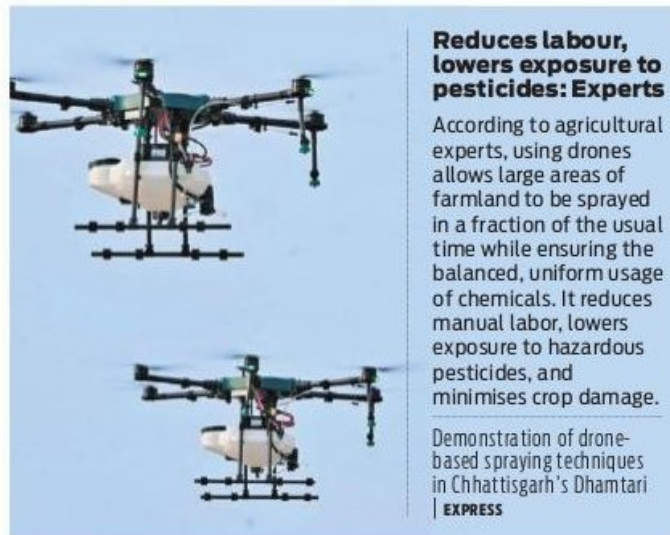 Reduces labour,
lowers exposure to
pesticides: Experts
According to agricultural
experts, using drones
allows large areas of
farmland to be sprayed
in a fraction of the usual
time while ensuring the
balanced, uniform usage
of chemicals. It reduces
manual labor, lowers
exposure to hazardous
pesticides, and
minimises crop damage.
Demonstration of drone-
based spraying techniques
in Chhattisgarh's Dhamtari
| EXPRESS